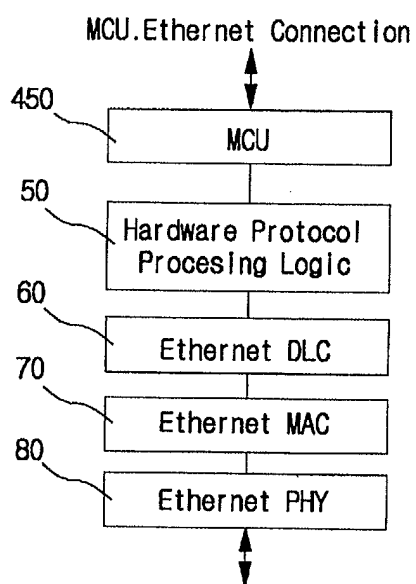 MCU.Ethernet Connection
450
MCU
50
Hardware Protocol
Procesing Logic
60
Ethernet DLC
70
Ethernet MAC
80
Ethernet PHY